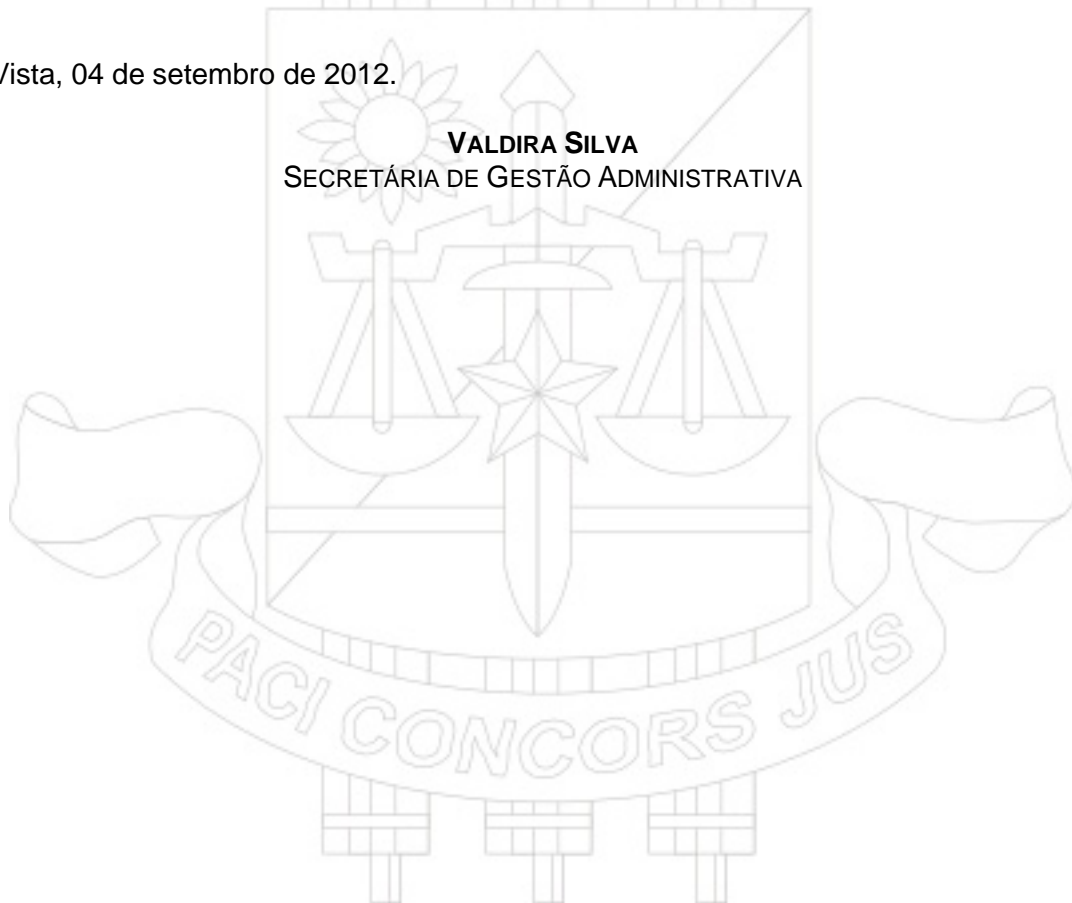 Vista, 04 de setembro de 2012.
VALDIRA SILVA
SECRETÁRIA DE GESTÃO ADMINISTRATIVA
PACI CONCORS JUS